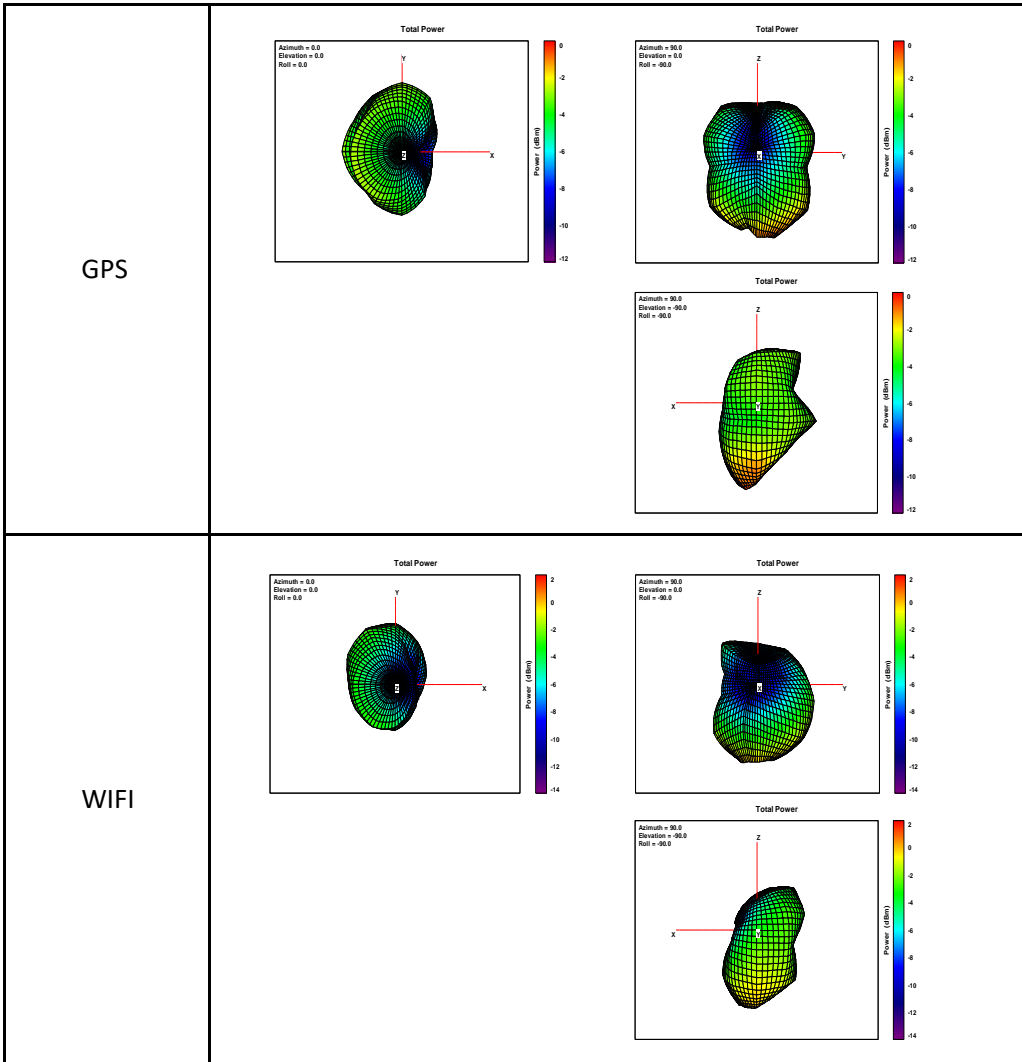 GPS
Total Power
Azimuth = 0.0
Elevation = 0.0
Roll = 0.0
Y
X
Z
0
-2
-4
-6
-8
-10
-12
Power (dBm)
Total Power
Azimuth = 90.0
Elevation = 0.0
Roll = -90.0
Z
Y
X
0
-2
-4
-6
-8
-10
-12
Power (dBm)
Total Power
Azimuth = 90.0
Elevation = -90.0
Roll = -90.0
Z
X
Y
0
-2
-4
-6
-8
-10
-12
Power (dBm)
WIFI
Total Power
Azimuth = 0.0
Elevation = 0.0
Roll = 0.0
Y
X
Z
2
0
-2
-4
-6
-8
-10
-12
-14
Power (dBm)
Total Power
Azimuth = 90.0
Elevation = 0.0
Roll = -90.0
Z
Y
X
2
0
-2
-4
-6
-8
-10
-12
-14
Power (dBm)
Total Power
Azimuth = 90.0
Elevation = -90.0
Roll = -90.0
Z
X
Y
2
0
-2
-4
-6
-8
-10
-12
-14
Power (dBm)